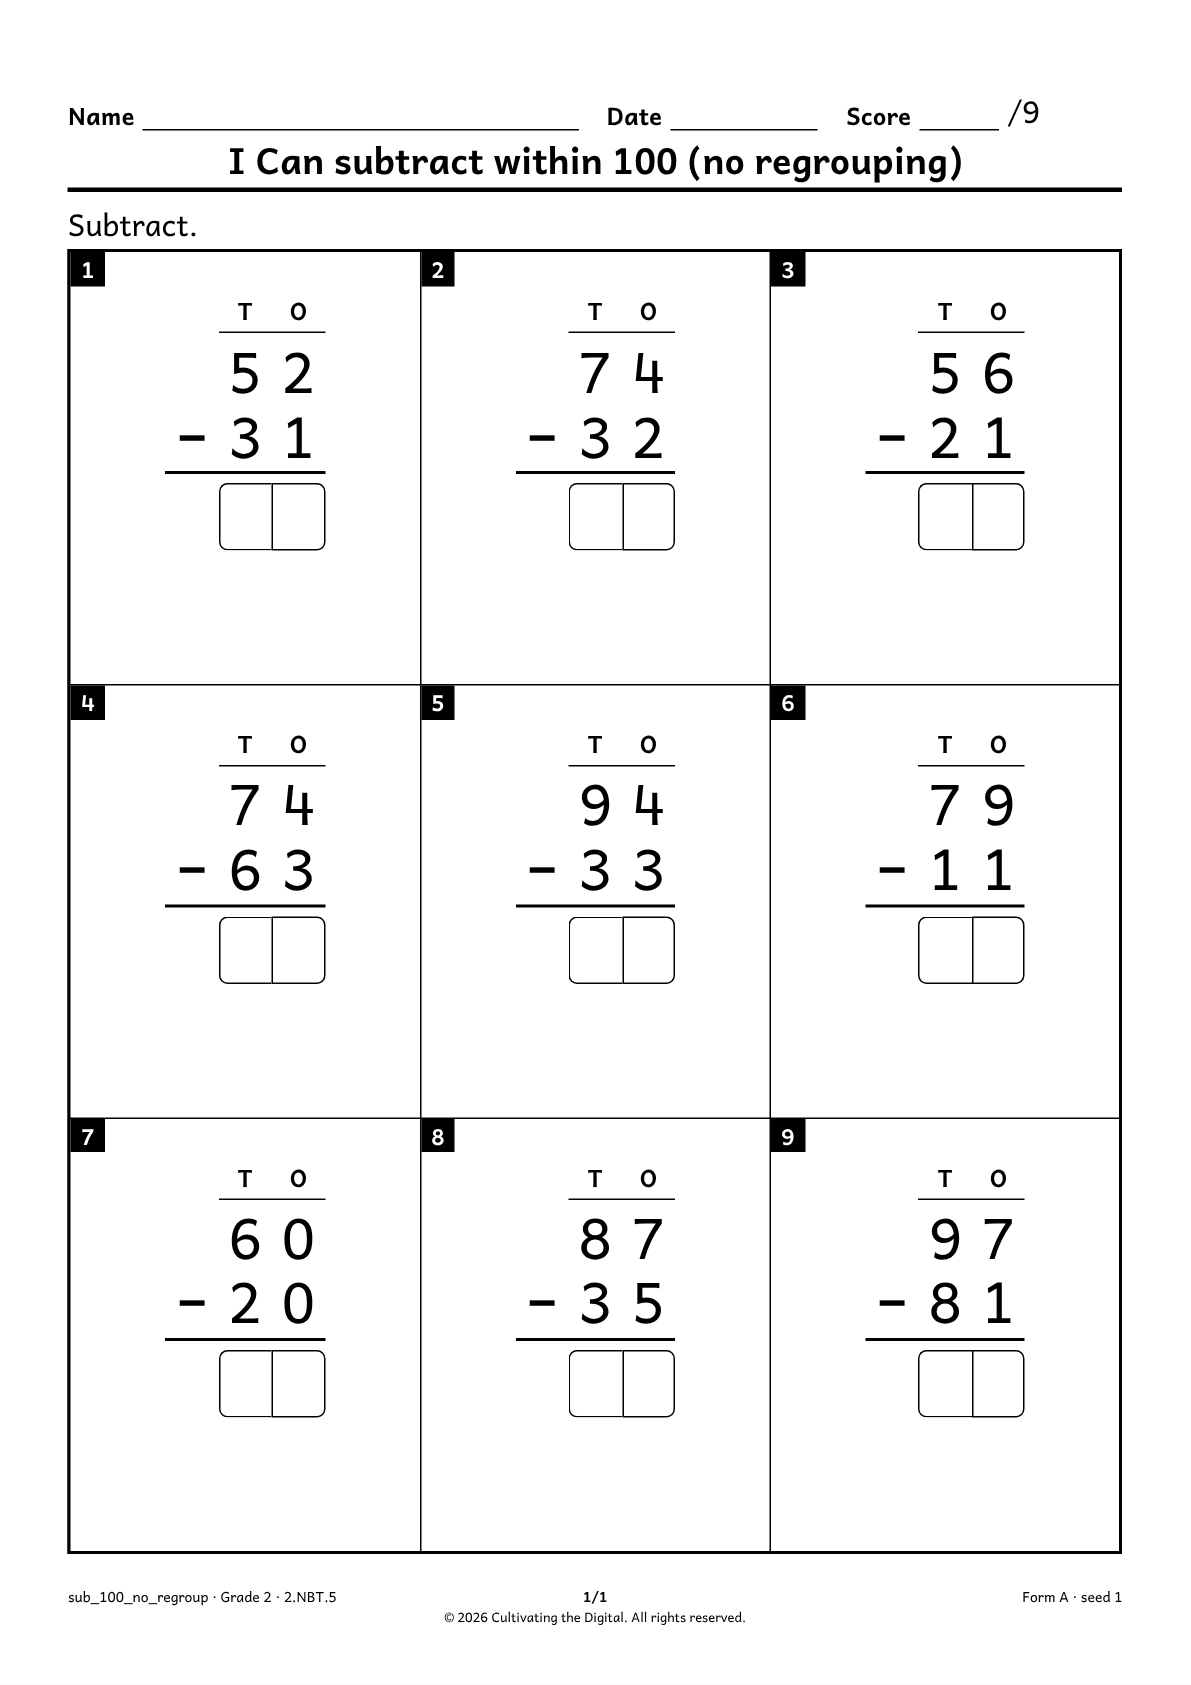 Name Date Score /9
I Can subtract within 100 (no regrouping)
Subtract.
1 2 3
T O T O T O
5 2 7 4 5 6
− 3 1 − 3 2 − 2 1
4 5 6
T O T O T O
7 4 9 4 7 9
− 6 3 − 3 3 − 1 1
7 8 9
T O T O T O
6 0 8 7 9 7
− 2 0 − 3 5 − 8 1
sub_100_no_regroup · Grade 2 · 2.NBT.5 1/1 Form A · seed 1
© 2026 Cultivating the Digital. All rights reserved.